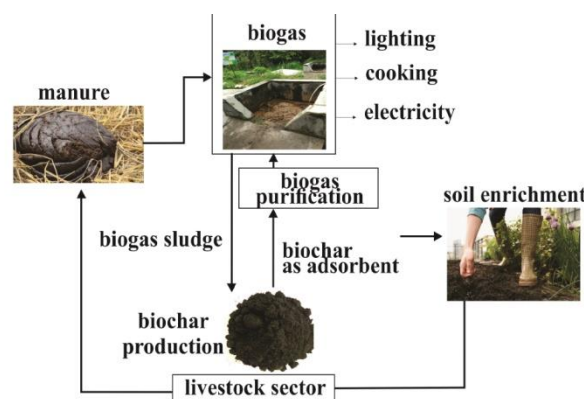 biogas
lighting
cooking
electricity
manure
biogas
purification
soil enrichment
biogas sludge
biochar
as adsorbent
biochar
production
livestock sector